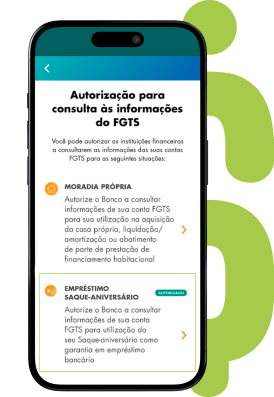 Autorização para
consulta às informações
do FGTS
Você pode autorizar as instituições financeiras
a consultarem as informações das suas contas
FGTS para as seguintes situações:
MORADIA PRÓPRIA
Autorize o Banco a consultar
informações de sua conta FGTS
para sua utilização na aquisição
da casa própria, liquidação/
amortização ou abatimento
de parte de prestação de
financiamento habitacional
EMPRÉSTIMO
SAQUE-ANIVERSÁRIO
AUTORIZADO
Autorize o Banco a consultar
informações de sua conta
FGTS para utilização do
seu Saque-aniversário como
garantia em empréstimo
bancário